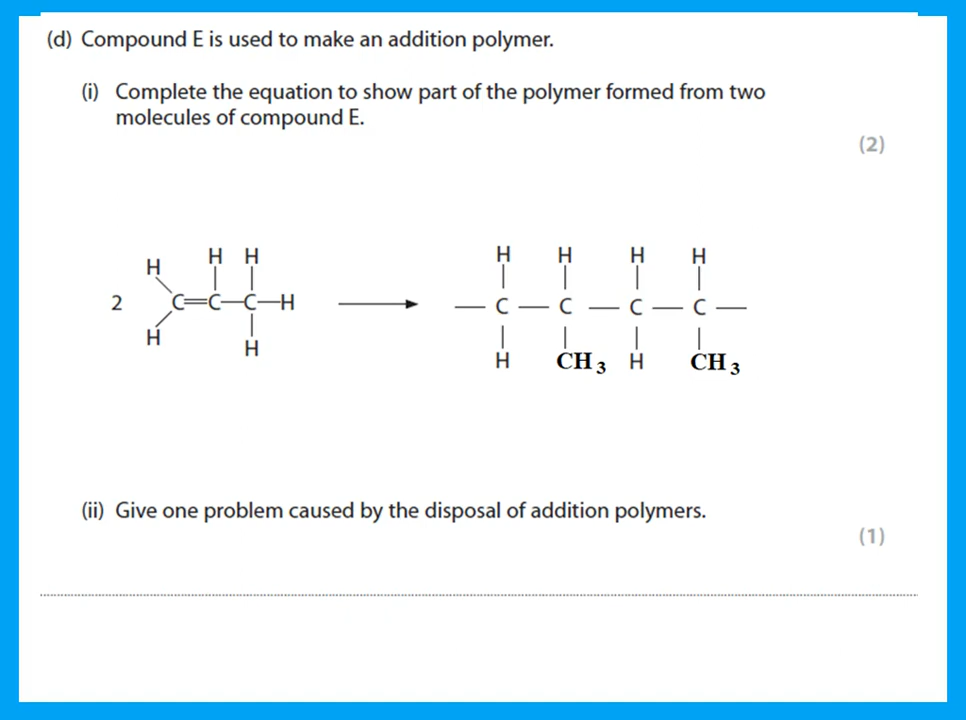 (d) Compound E is used to make an addition polymer.
(i) Complete the equation to show part of the polymer formed from two
molecules of compound E.
(2)
H H H H H H H
2 C=C—C—H — C — C — C — C —
H H H CH3 H CH3
(ii) Give one problem caused by the disposal of addition polymers.
(1)